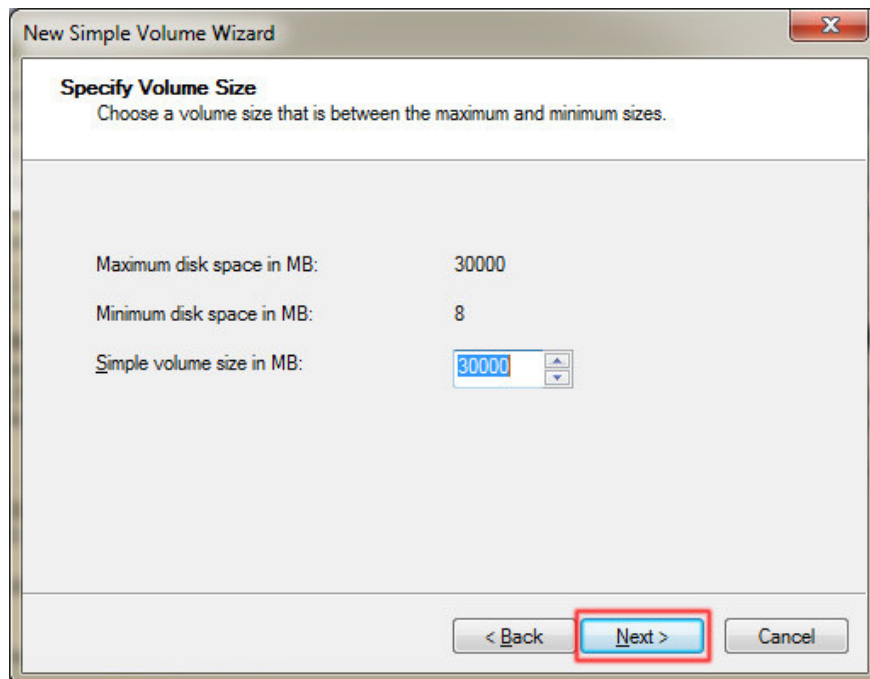 New Simple Volume Wizard
Specify Volume Size
Choose a volume size that is between the maximum and minimum sizes.
Maximum disk space in MB: 30000
Minimum disk space in MB: 8
Simple volume size in MB: 30000
< Back Next > Cancel